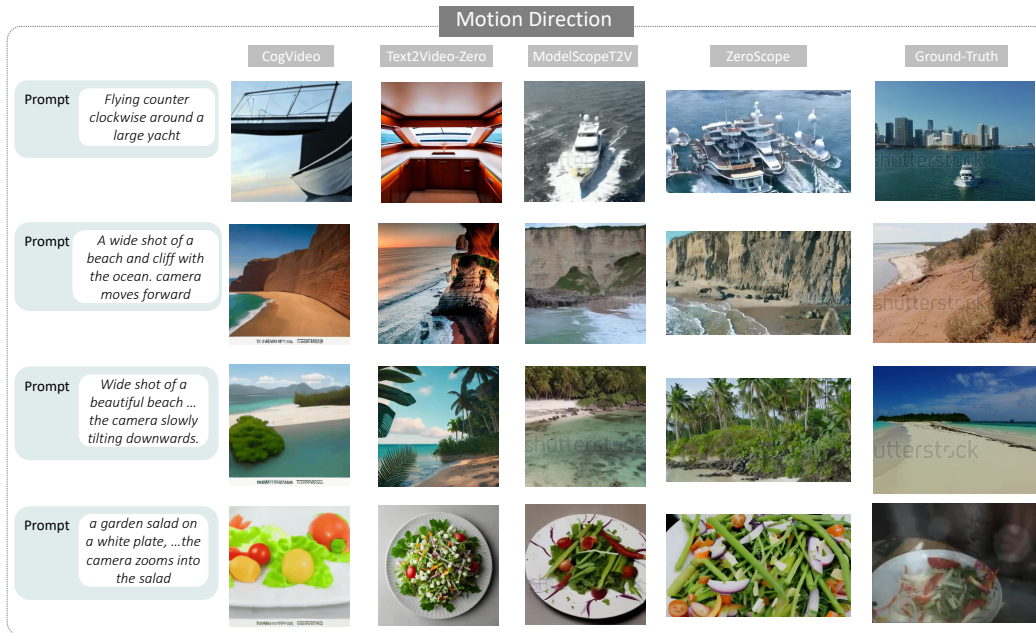 Motion Direction
CogVideo
Text2Video-Zero
ModelScopeT2V
ZeroScope
Ground-Truth
Prompt
Flying counter
clockwise around a
large yacht
shutterstock
Prompt
A wide shot of a
beach and cliff with
the ocean. camera
moves forward
shutterstock
shutterstock
Prompt
Wide shot of a
beautiful beach ...
the camera slowly
tilting downwards.
shutterstock
utterstock
Prompt
a garden salad on
a white plate, ...the
camera zooms into
the salad